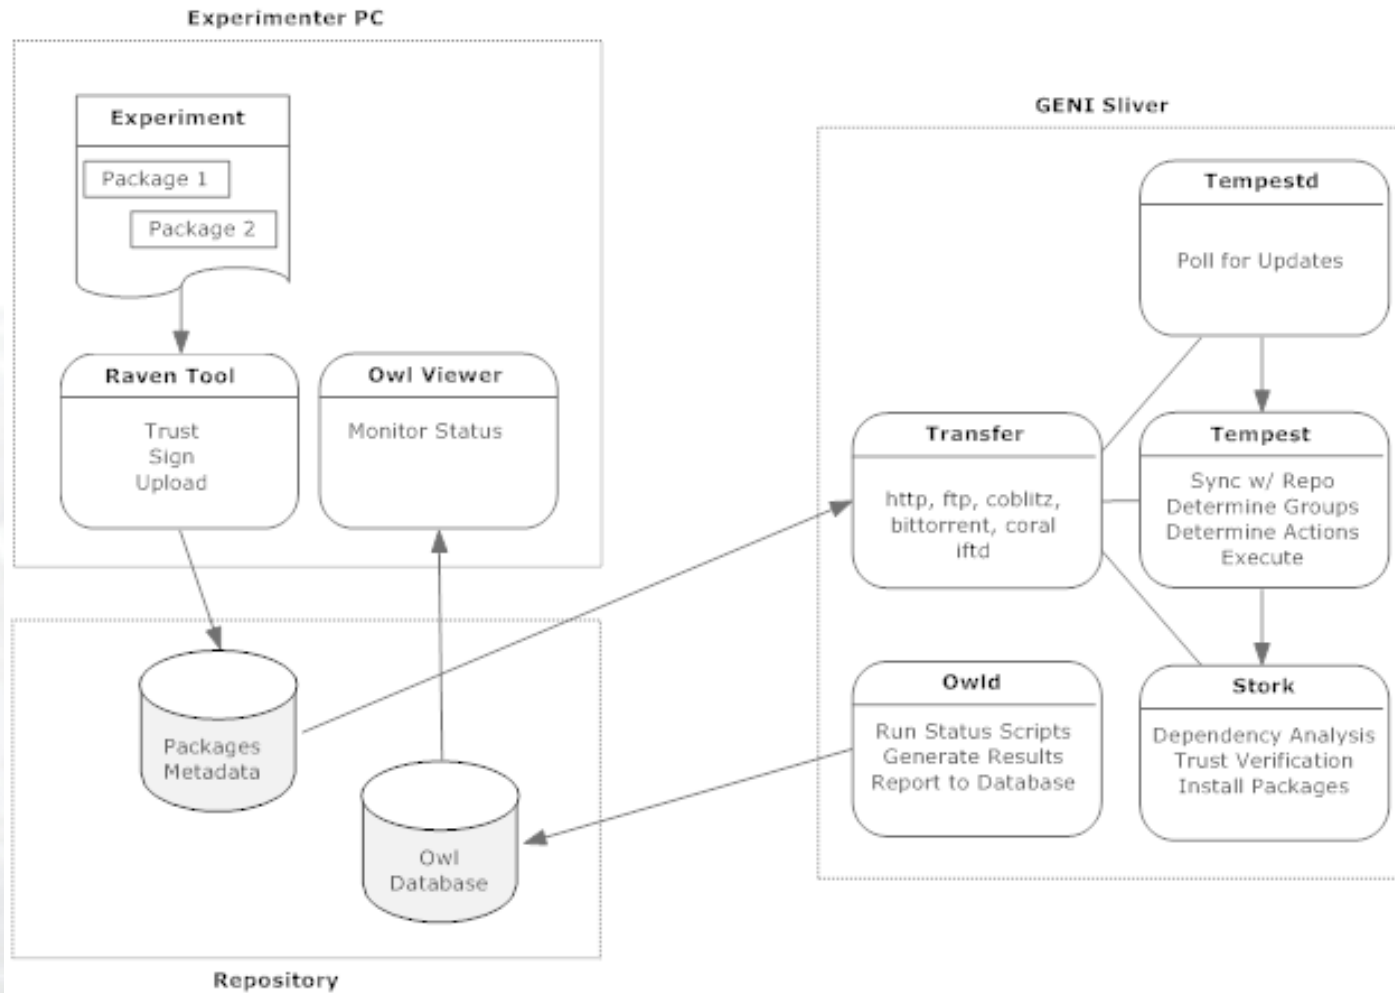 Experimenter PC
Experiment
Package 1
Package 2
Raven Tool
Trust
Sign
Upload
Owl Viewer
Monitor Status
Packages
Metadata
Owl
Database
Repository
GENI Sliver
Tempestd
Poll for Updates
Transfer
http, ftp, coblitz,
bittorrent, coral
iftd
Tempest
Sync w/ Repo
Determine Groups
Determine Actions
Execute
Owld
Run Status Scripts
Generate Results
Report to Database
Stork
Dependency Analysis
Trust Verification
Install Packages